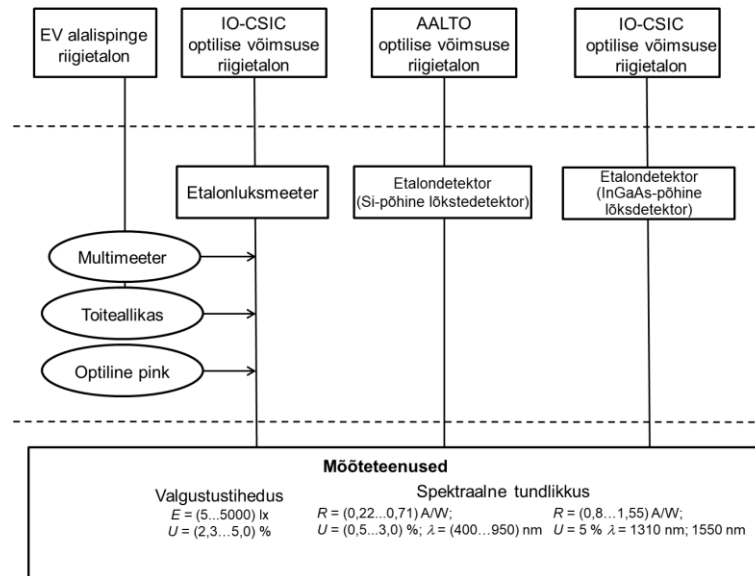 EV alalispinge
riigietalon
IO-CSIC
optilise võimsuse
riigietalon
AALTO
optilise võimsuse
riigietalon
IO-CSIC
optilise võimsuse
riigietalon
Etalonluksmeeter
Etalondetektor
(Si-põhine lõkstedetektor)
Etalondetektor
(InGaAs-põhine
lõksdetektor)
Multimeeter
Toiteallikas
Optiline pink
Mõõteteenused
Valgustustihedus
E = (5...5000) lx
U = (2,3...5,0) %
Spektraalne tundlikkus
R = (0,22...0,71) A/W;
U = (0,5...3,0) %; λ = (400...950) nm
R = (0,8...1,55) A/W;
U = 5 % λ = 1310 nm; 1550 nm